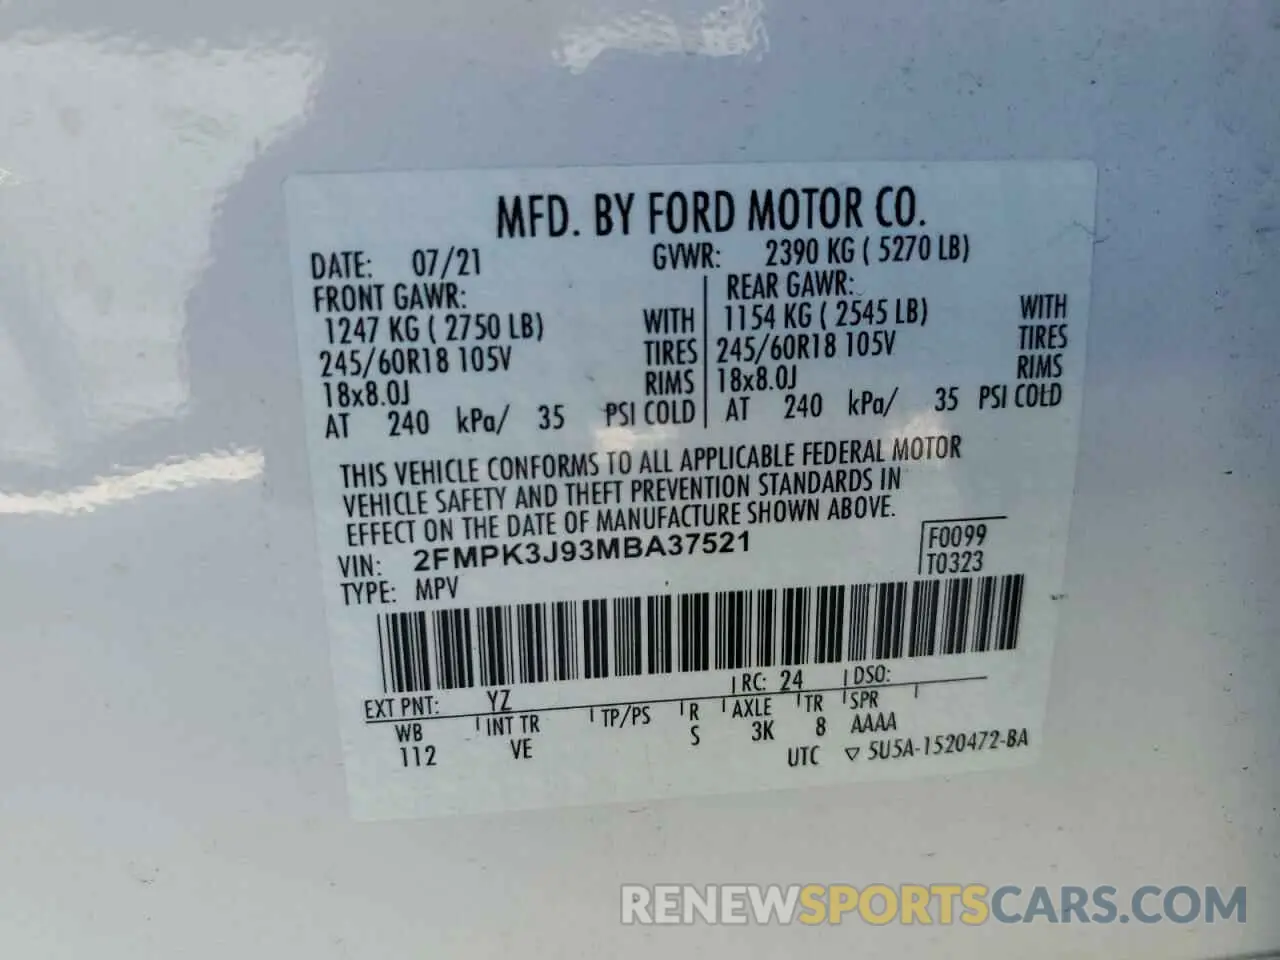 MFD. BY FORD MOTOR CO.
DATE: 07/21 GVWR: 2390 KG ( 5270 LB)
FRONT GAWR: REAR GAWR:
1247 KG ( 2750 LB) WITH 1154 KG ( 2545 LB) WITH
245/60R18 105V TIRES 245/60R18 105V TIRES
18x8.0J RIMS 18x8.0J RIMS
AT 240 kPa/ 35 PSI COLD AT 240 kPa/ 35 PSI COLD
THIS VEHICLE CONFORMS TO ALL APPLICABLE FEDERAL MOTOR
VEHICLE SAFETY AND THEFT PREVENTION STANDARDS IN
EFFECT ON THE DATE OF MANUFACTURE SHOWN ABOVE.
VIN: 2FMPK3J93MBA37521 F0099
TYPE: MPV T0323
EXT PNT: YZ RC: 24 DSO:
WB INT TR TP/PS R AXLE TR SPR
112 VE S 3K 8 AAAA
UTC ▽ 5U5A-1520472-BA
RENEWSPORTSCARS.COM